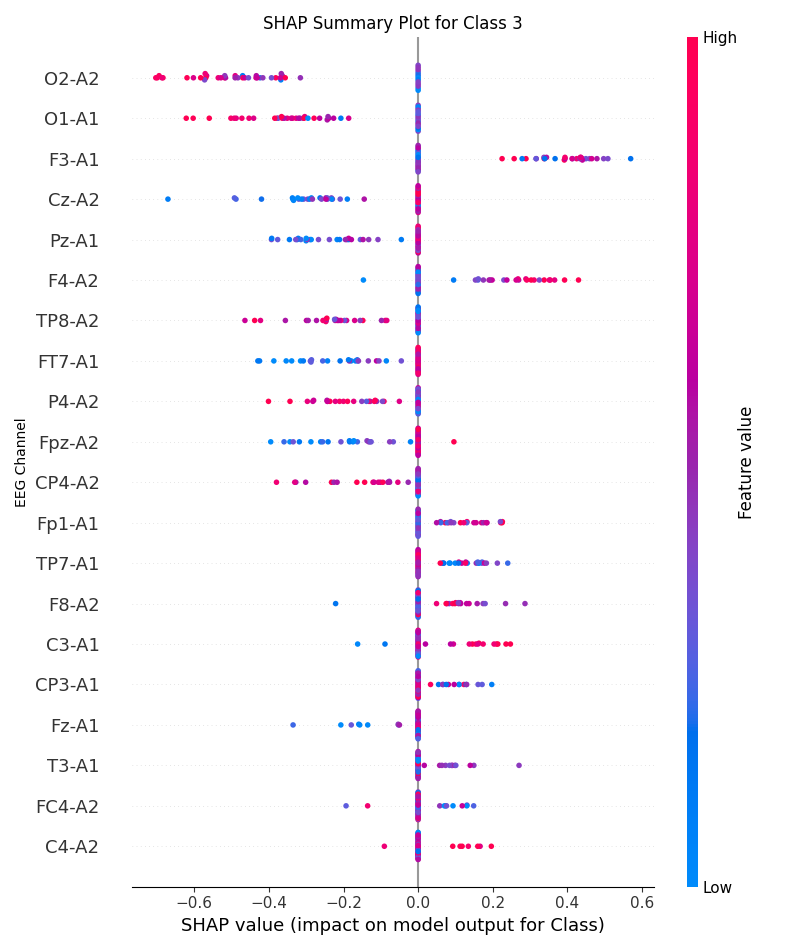 SHAP Summary Plot for Class 3
High
O2-A2
O1-A1
F3-A1
Cz-A2
Pz-A1
F4-A2
TP8-A2
FT7-A1
P4-A2
Fpz-A2
CP4-A2
Fp1-A1
TP7-A1
F8-A2
C3-A1
CP3-A1
Fz-A1
T3-A1
FC4-A2
C4-A2
EEG Channel
Feature value
Low
−0.6 −0.4 −0.2 0.0 0.2 0.4 0.6
SHAP value (impact on model output for Class)